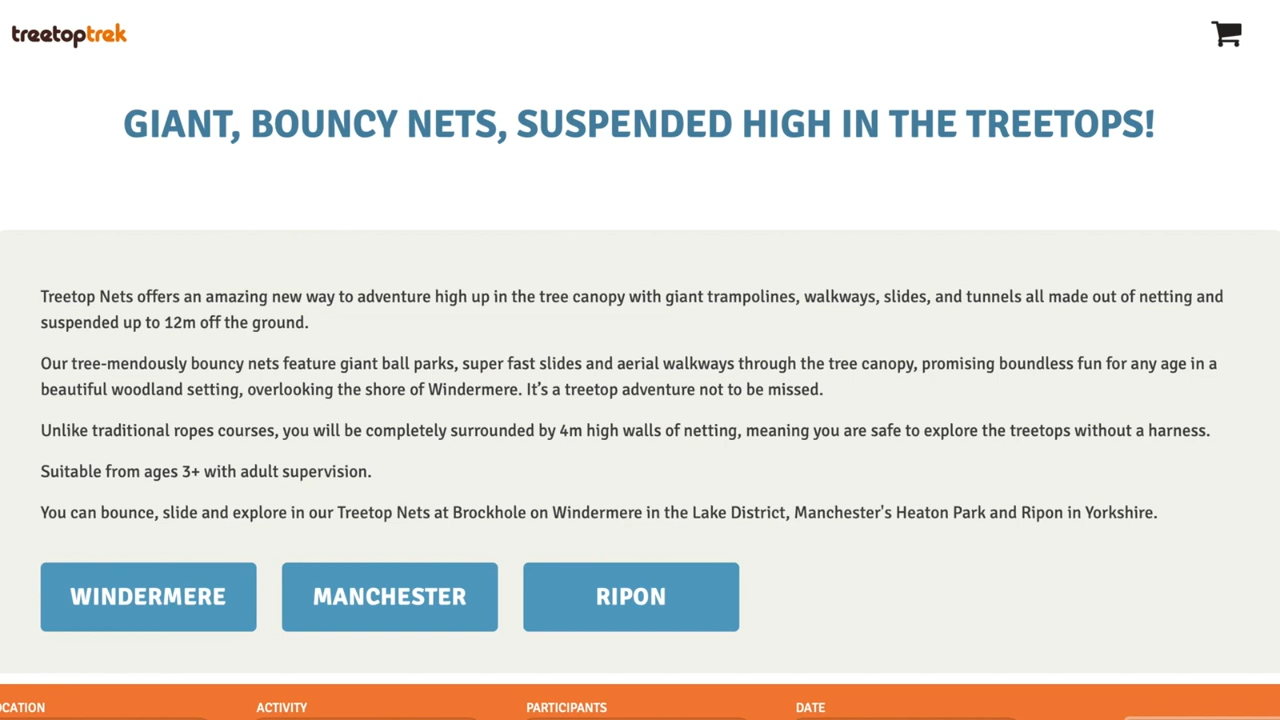 treetoptrek
GIANT, BOUNCY NETS, SUSPENDED HIGH IN THE TREETOPS!
Treetop Nets offers an amazing new way to adventure high up in the tree canopy with giant trampolines, walkways, slides, and tunnels all made out of netting and
suspended up to 12m off the ground.
Our tree-mendously bouncy nets feature giant ball parks, super fast slides and aerial walkways through the tree canopy, promising boundless fun for any age in a
beautiful woodland setting, overlooking the shore of Windermere. It’s a treetop adventure not to be missed.
Unlike traditional ropes courses, you will be completely surrounded by 4m high walls of netting, meaning you are safe to explore the treetops without a harness.
Suitable from ages 3+ with adult supervision.
You can bounce, slide and explore in our Treetop Nets at Brockhole on Windermere in the Lake District, Manchester's Heaton Park and Ripon in Yorkshire.
WINDERMERE MANCHESTER RIPON
OCATION ACTIVITY PARTICIPANTS DATE